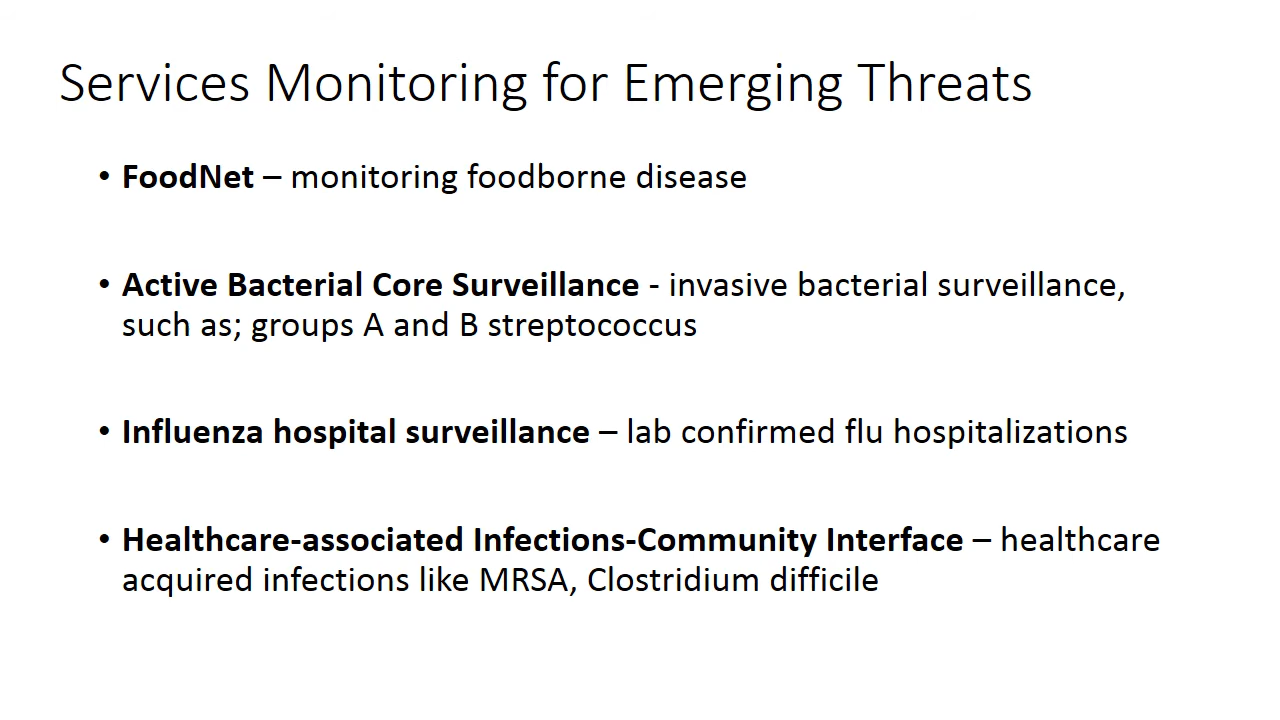 Services Monitoring for Emerging Threats
• FoodNet – monitoring foodborne disease
• Active Bacterial Core Surveillance - invasive bacterial surveillance,
such as; groups A and B streptococcus
• Influenza hospital surveillance – lab confirmed flu hospitalizations
• Healthcare-associated Infections-Community Interface – healthcare
acquired infections like MRSA, Clostridium difficile